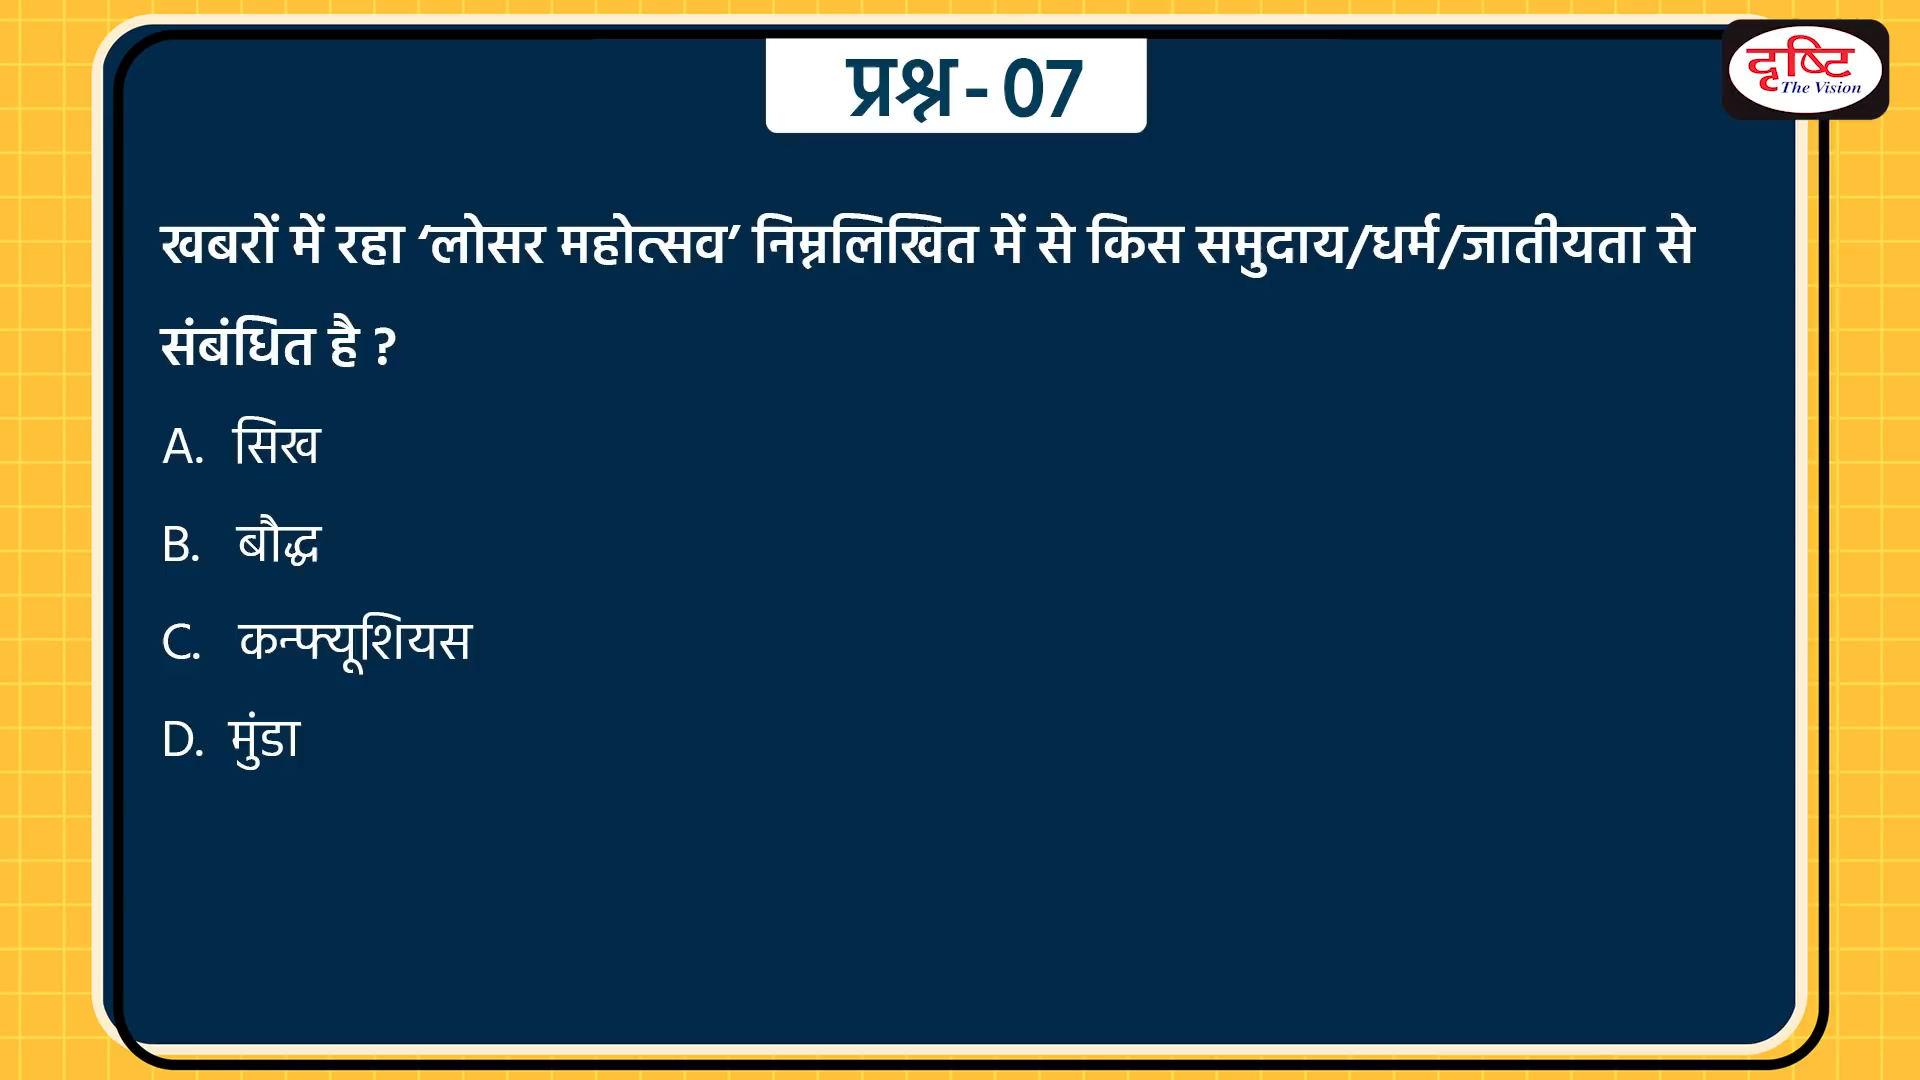 प्रश्न - 07
दृष्टि
The Vision
खबरों में रहा ‘लोसर महोत्सव’ निम्नलिखित में से किस समुदाय/धर्म/जातीयता से
संबंधित है ?
A. सिख
B. बौद्ध
C. कन्फ्यूशियस
D. मुंडा